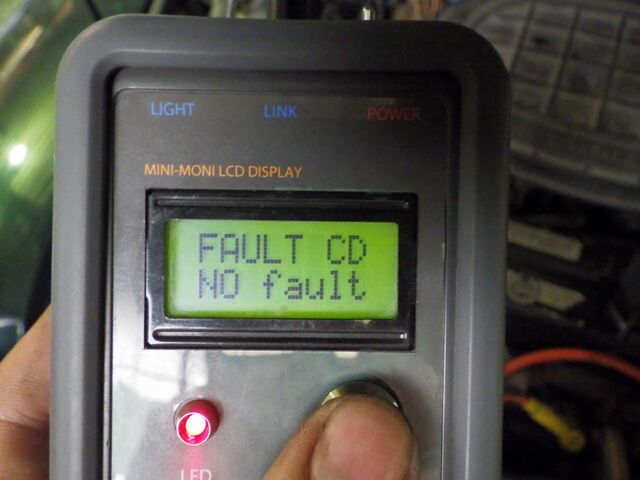 LIGHT LINK POWER
MINI-MONI LCD DISPLAY
FAULT CD
NO fault
LED